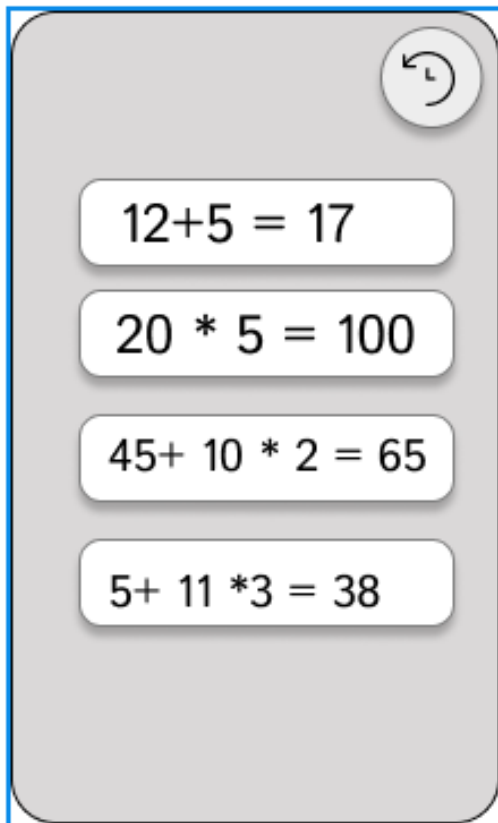 12+5 = 17
20 * 5 = 100
45+ 10 * 2 = 65
5+ 11 *3 = 38